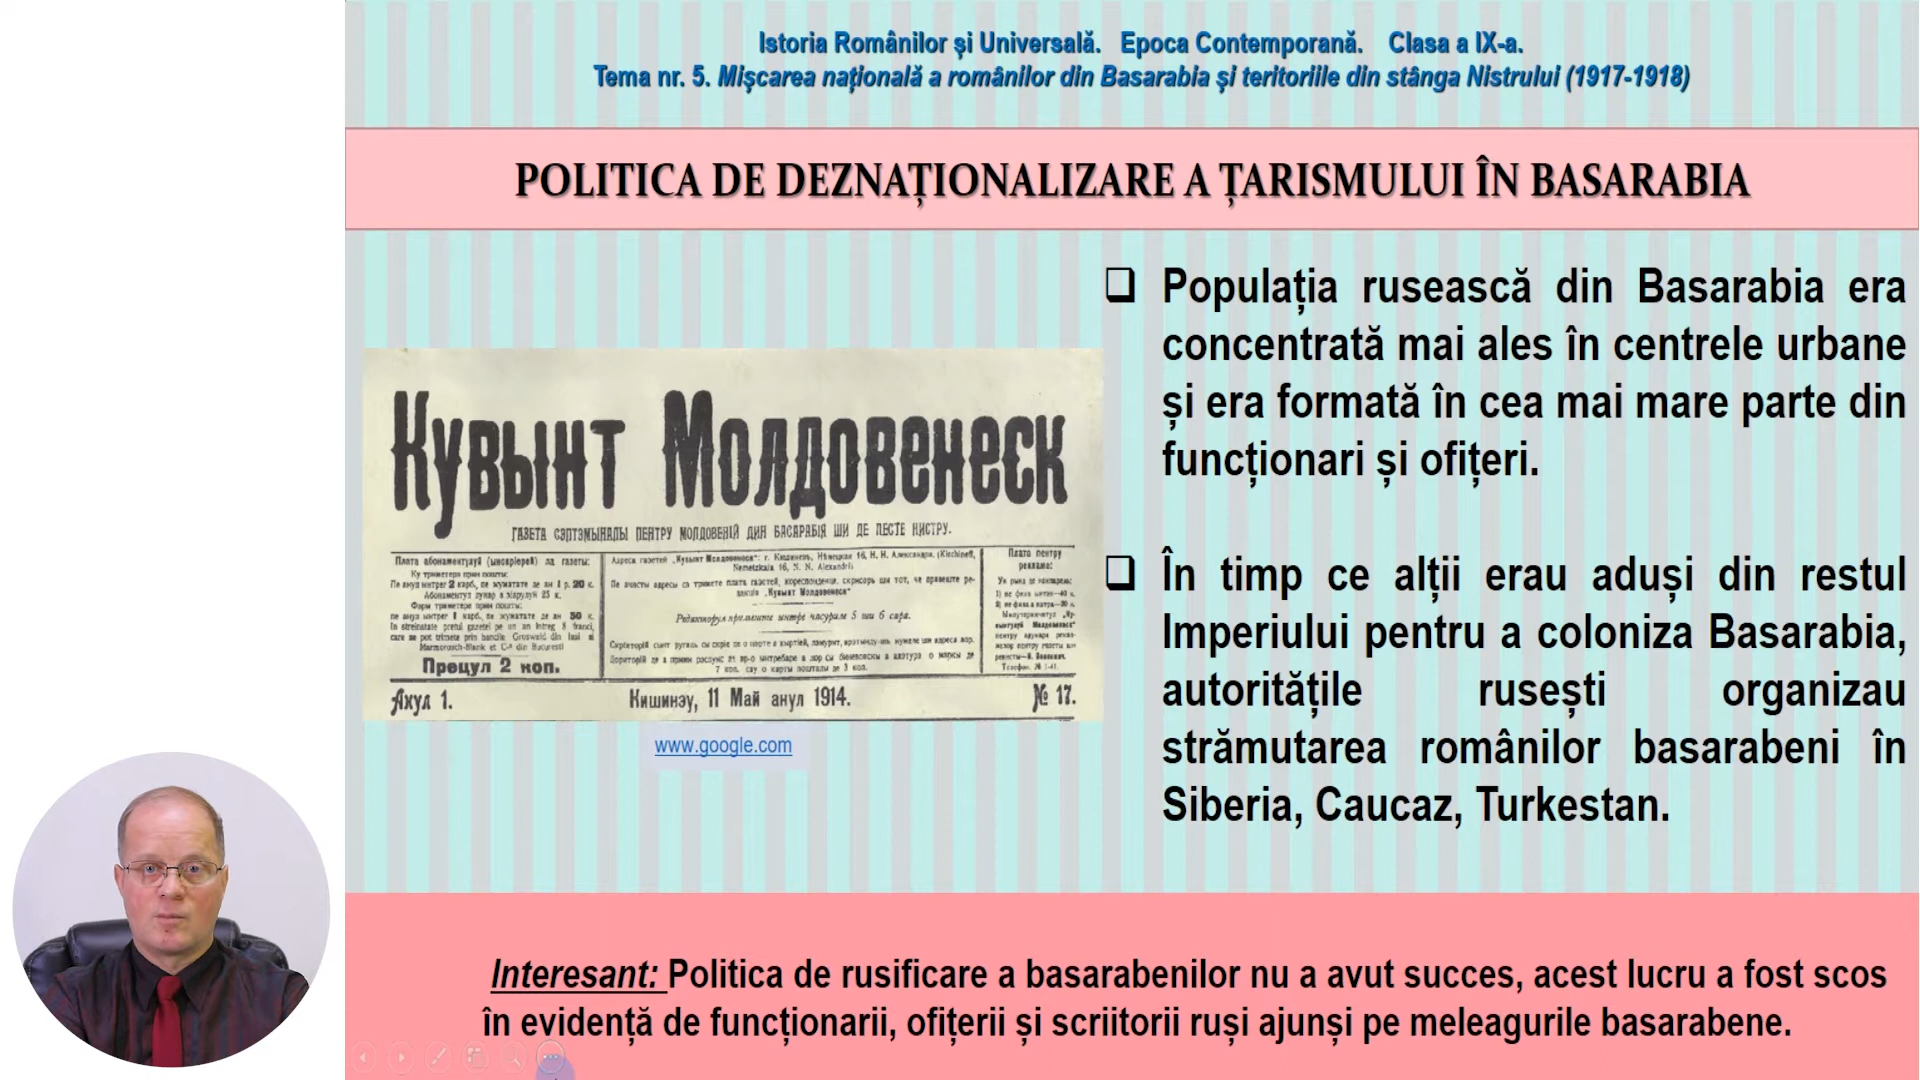 Istoria Românilor și Universală. Epoca Contemporană. Clasa a IX-a.
Tema nr. 5. Mișcarea națională a românilor din Basarabia și teritoriile din stânga Nistrului (1917-1918)
POLITICA DE DEZNAȚIONALIZARE A ȚARISMULUI ÎN BASARABIA
Кувынт Молдовенеск
ГАЗЕТА СЭПТЭМЫНАЛЫ ПЕНТРУ МОЛДОВЕНІЙ ДИН БАСАРАБІЯ ШИ ДЕ ПЕСТЕ НИСТРУ.
Прецул 2 коп.
Анул 1.
Кишинэу, 11 Май анул 1914.
№ 17.
www.google.com
❑ Populația rusească din Basarabia era
concentrată mai ales în centrele urbane
și era formată în cea mai mare parte din
funcționari și ofițeri.
❑ În timp ce alții erau aduși din restul
Imperiului pentru a coloniza Basarabia,
autoritățile rusești organizau
strămutarea românilor basarabeni în
Siberia, Caucaz, Turkestan.
Interesant: Politica de rusificare a basarabenilor nu a avut succes, acest lucru a fost scos
în evidență de funcționarii, ofițerii și scriitorii ruși ajunși pe meleagurile basarabene.